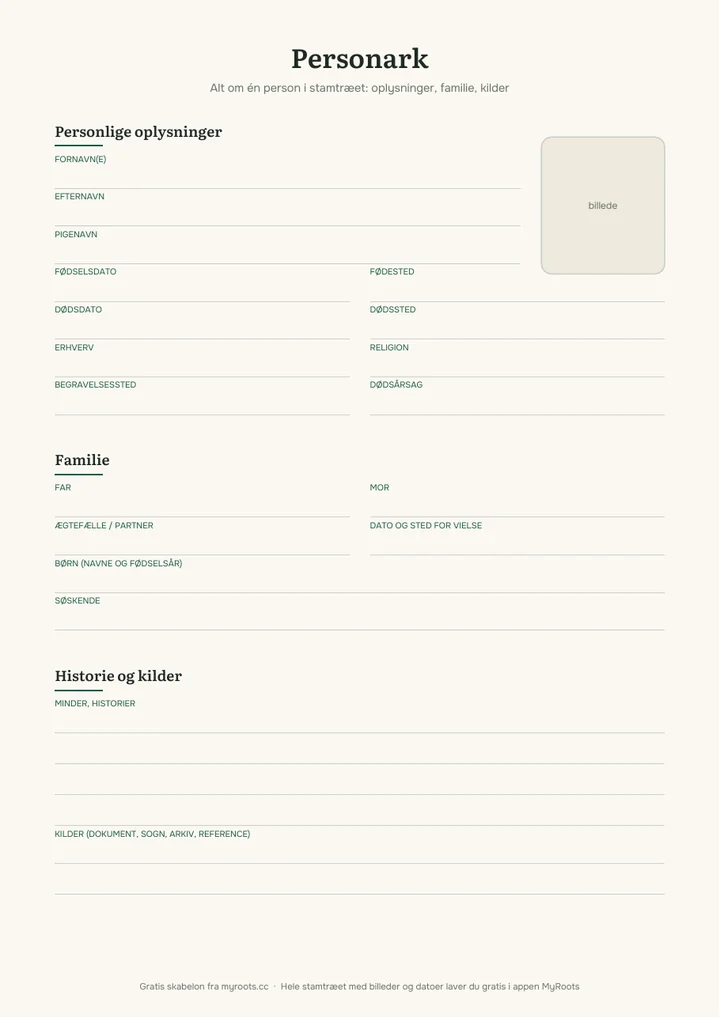 Personark
Alt om én person i stamtræet: oplysninger, familie, kilder
Personlige oplysninger
FORNAVN(E)
billede
EFTERNAVN
PIGENAVN
FØDSELSDATO
FØDESTED
DØDSDATO
DØDSSTED
ERHVERV
RELIGION
BEGRAVELSESSTED
DØDSÅRSAG
Familie
FAR
MOR
ÆGTEFÆLLE / PARTNER
DATO OG STED FOR VIELSE
BØRN (NAVNE OG FØDSELSÅR)
SØSKENDE
Historie og kilder
MINDER, HISTORIER
KILDER (DOKUMENT, SOGN, ARKIV, REFERENCE)
Gratis skabelon fra myroots.cc · Hele stamtræet med billeder og datoer laver du gratis i appen MyRoots